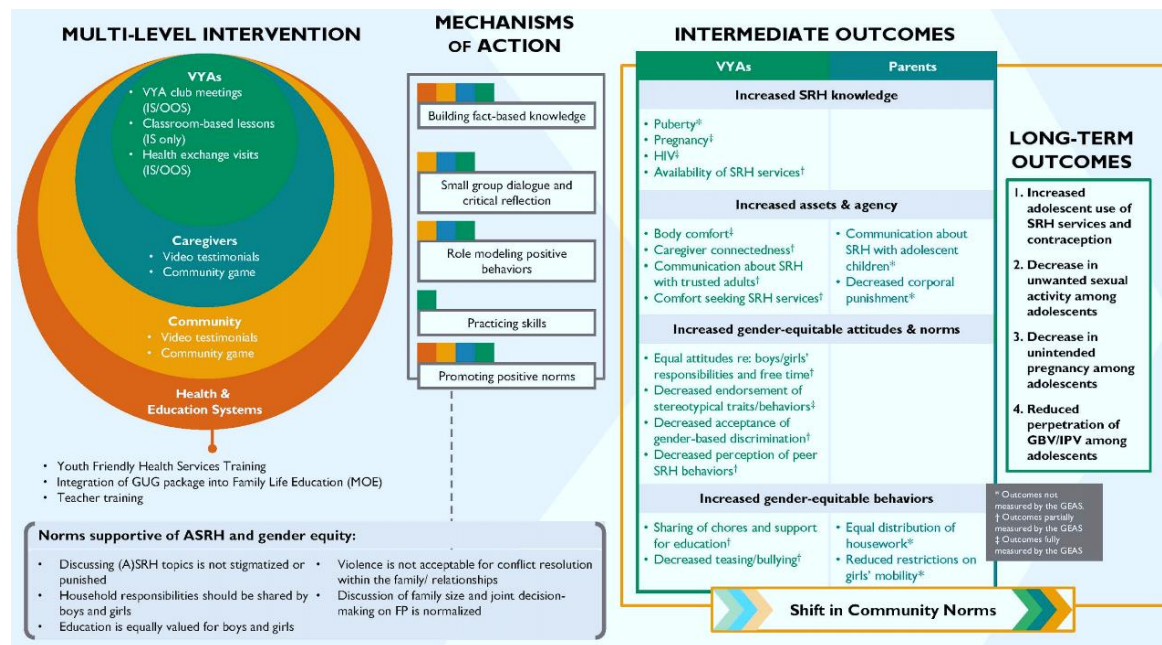 MULTI-LEVEL INTERVENTION
VYAs
• VYA club meetings
(IS/OOS)
• Classroom-based lessons
(IS only)
• Health exchange visits
(IS/OOS)
Caregivers
• Video testimonials
• Community game
Community
• Video testimonials
• Community game
Health &
Education Systems
• Youth Friendly Health Services Training
• Integration of GUG package into Family Life Education (MOE)
• Teacher training
Norms supportive of ASRH and gender equity:
• Discussing (A)SRH topics is not stigmatized or
punished
• Household responsibilities should be shared by
boys and girls
• Education is equally valued for boys and girls
• Violence is not acceptable for conflict resolution
within the family/ relationships
• Discussion of family size and joint decision-
making on FP is normalized
MECHANISMS
OF ACTION
Building fact-based knowledge
Small group dialogue and
critical reflection
Role modeling positive
behaviors
Practicing skills
Promoting positive norms
INTERMEDIATE OUTCOMES
VYAs
Parents
Increased SRH knowledge
• Puberty*
• Pregnancy‡
• HIV‡
• Availability of SRH services†
Increased assets & agency
• Body comfort‡
• Caregiver connectedness†
• Communication about SRH
with trusted adults†
• Comfort seeking SRH services†
• Communication about
SRH with adolescent
children*
• Decreased corporal
punishment*
Increased gender-equitable attitudes & norms
• Equal attitudes re: boys/girls'
responsibilities and free time†
• Decreased endorsement of
stereotypical traits/behaviors‡
• Decreased acceptance of
gender-based discrimination†
• Decreased perception of peer
SRH behaviors†
Increased gender-equitable behaviors
• Sharing of chores and support
for education†
• Decreased teasing/bullying†
• Equal distribution of
housework*
• Reduced restrictions on
girls' mobility*
Shift in Community Norms
LONG-TERM
OUTCOMES
1. Increased
adolescent use of
SRH services and
contraception
2. Decrease in
unwanted sexual
activity among
adolescents
3. Decrease in
unintended
pregnancy among
adolescents
4. Reduced
perpetration of
GBV/IPV among
adolescents
* Outcomes not
measured by the GEAS.
† Outcomes partially
measured by the GEAS
‡ Outcomes fully
measured by the GEAS